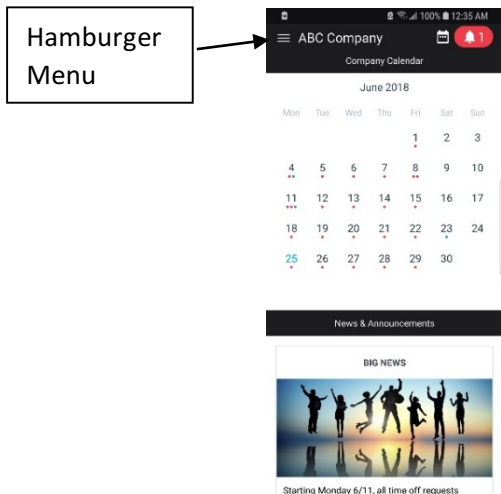 Hamburger
Menu
100% 12:35 AM
ABC Company
1
Company Calendar
June 2018
Mon Tue Wed Thu Fri Sat Sun
1 2 3
4 5 6 7 8 9 10
11 12 13 14 15 16 17
18 19 20 21 22 23 24
25 26 27 28 29 30
News & Announcements
BIG NEWS
Starting Monday 6/11, all time off requests